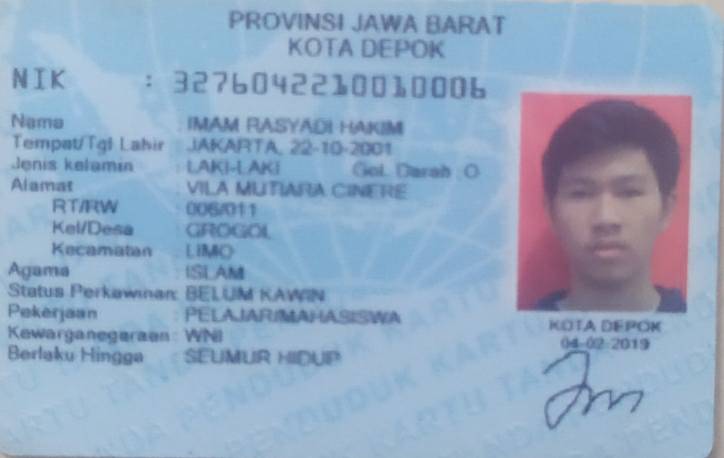 PROVINSI JAWA BARAT
KOTA DEPOK
NIK : 3276042210010006
Nama : IMAM RASYADI HAKIM
Tempat/Tgl Lahir : JAKARTA, 22-10-2001
Jenis kelamin : LAKI-LAKI Gol. Darah :O
Alamat : VILA MUTIARA CINERE
RT/RW : 006/011
Kel/Desa : GROGOL
Kecamatan : LIMO
Agama : ISLAM
Status Perkawinan: BELUM KAWIN
Pekerjaan : PELAJAR/MAHASISWA
Kewarganegaraan: WNI
Berlaku Hingga : SEUMUR HIDUP
KOTA DEPOK
04-02-2019